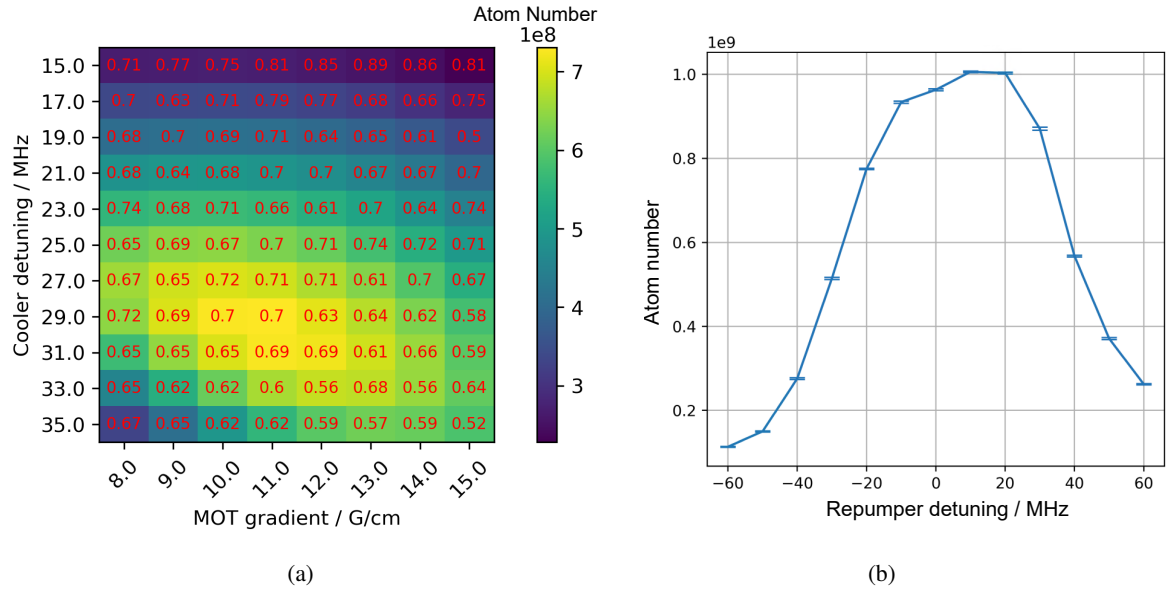 Atom Number
1e8
15.0 0.71 0.77 0.75 0.81 0.85 0.89 0.86 0.81
17.0 0.7 0.63 0.71 0.79 0.77 0.68 0.66 0.75
19.0 0.68 0.7 0.69 0.71 0.64 0.65 0.61 0.5
21.0 0.68 0.64 0.68 0.7 0.7 0.67 0.67 0.7
23.0 0.74 0.68 0.71 0.66 0.61 0.7 0.64 0.74
25.0 0.65 0.69 0.67 0.7 0.71 0.74 0.72 0.71
27.0 0.67 0.65 0.72 0.71 0.71 0.61 0.7 0.67
29.0 0.72 0.69 0.7 0.7 0.63 0.64 0.62 0.58
31.0 0.65 0.65 0.65 0.69 0.69 0.61 0.66 0.59
33.0 0.65 0.62 0.62 0.6 0.56 0.68 0.56 0.64
35.0 0.67 0.65 0.62 0.62 0.59 0.57 0.59 0.52
Cooler detuning / MHz
8.0 9.0 10.0 11.0 12.0 13.0 14.0 15.0
MOT gradient / G/cm
7
6
5
4
3
(a)
1e9
1.0
0.8
0.6
0.4
0.2
Atom number
−60 −40 −20 0 20 40 60
Repumper detuning / MHz
(b)